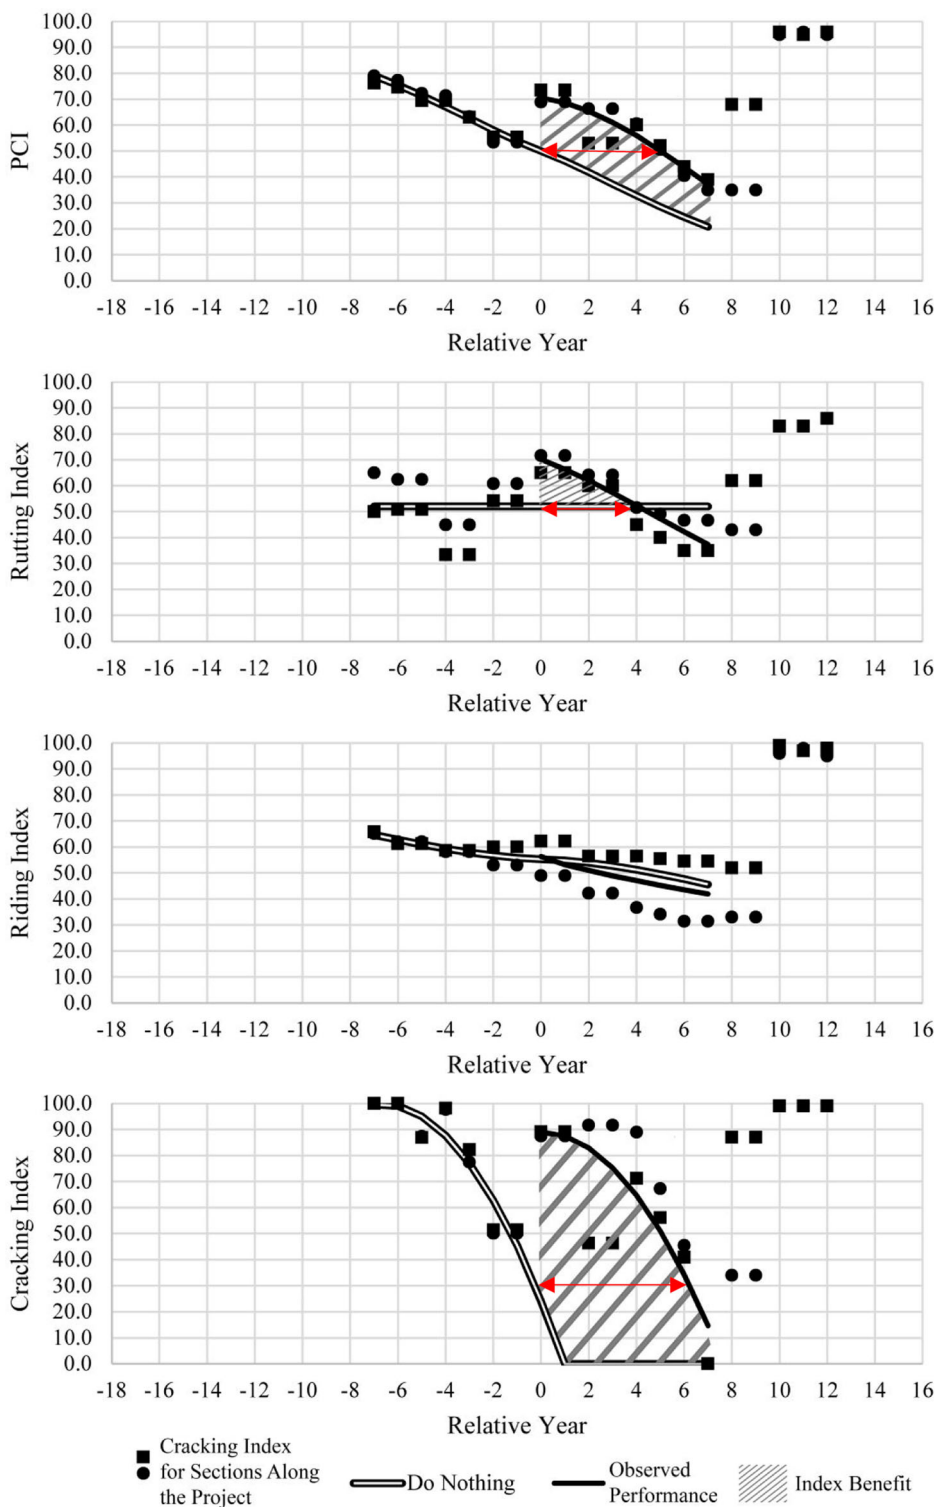 100.0
90.0
80.0
70.0
60.0
50.0
40.0
30.0
20.0
10.0
0.0
PCI
-18 -16 -14 -12 -10 -8 -6 -4 -2 0 2 4 6 8 10 12 14 16
Relative Year
100.0
90.0
80.0
70.0
60.0
50.0
40.0
30.0
20.0
10.0
0.0
Rutting Index
-18 -16 -14 -12 -10 -8 -6 -4 -2 0 2 4 6 8 10 12 14 16
Relative Year
100.0
90.0
80.0
70.0
60.0
50.0
40.0
30.0
20.0
10.0
0.0
Riding Index
-18 -16 -14 -12 -10 -8 -6 -4 -2 0 2 4 6 8 10 12 14 16
Relative Year
100.0
90.0
80.0
70.0
60.0
50.0
40.0
30.0
20.0
10.0
0.0
Cracking Index
-18 -16 -14 -12 -10 -8 -6 -4 -2 0 2 4 6 8 10 12 14 16
Relative Year
Cracking Index
for Sections Along
the Project
Do Nothing
Observed
Performance
Index Benefit